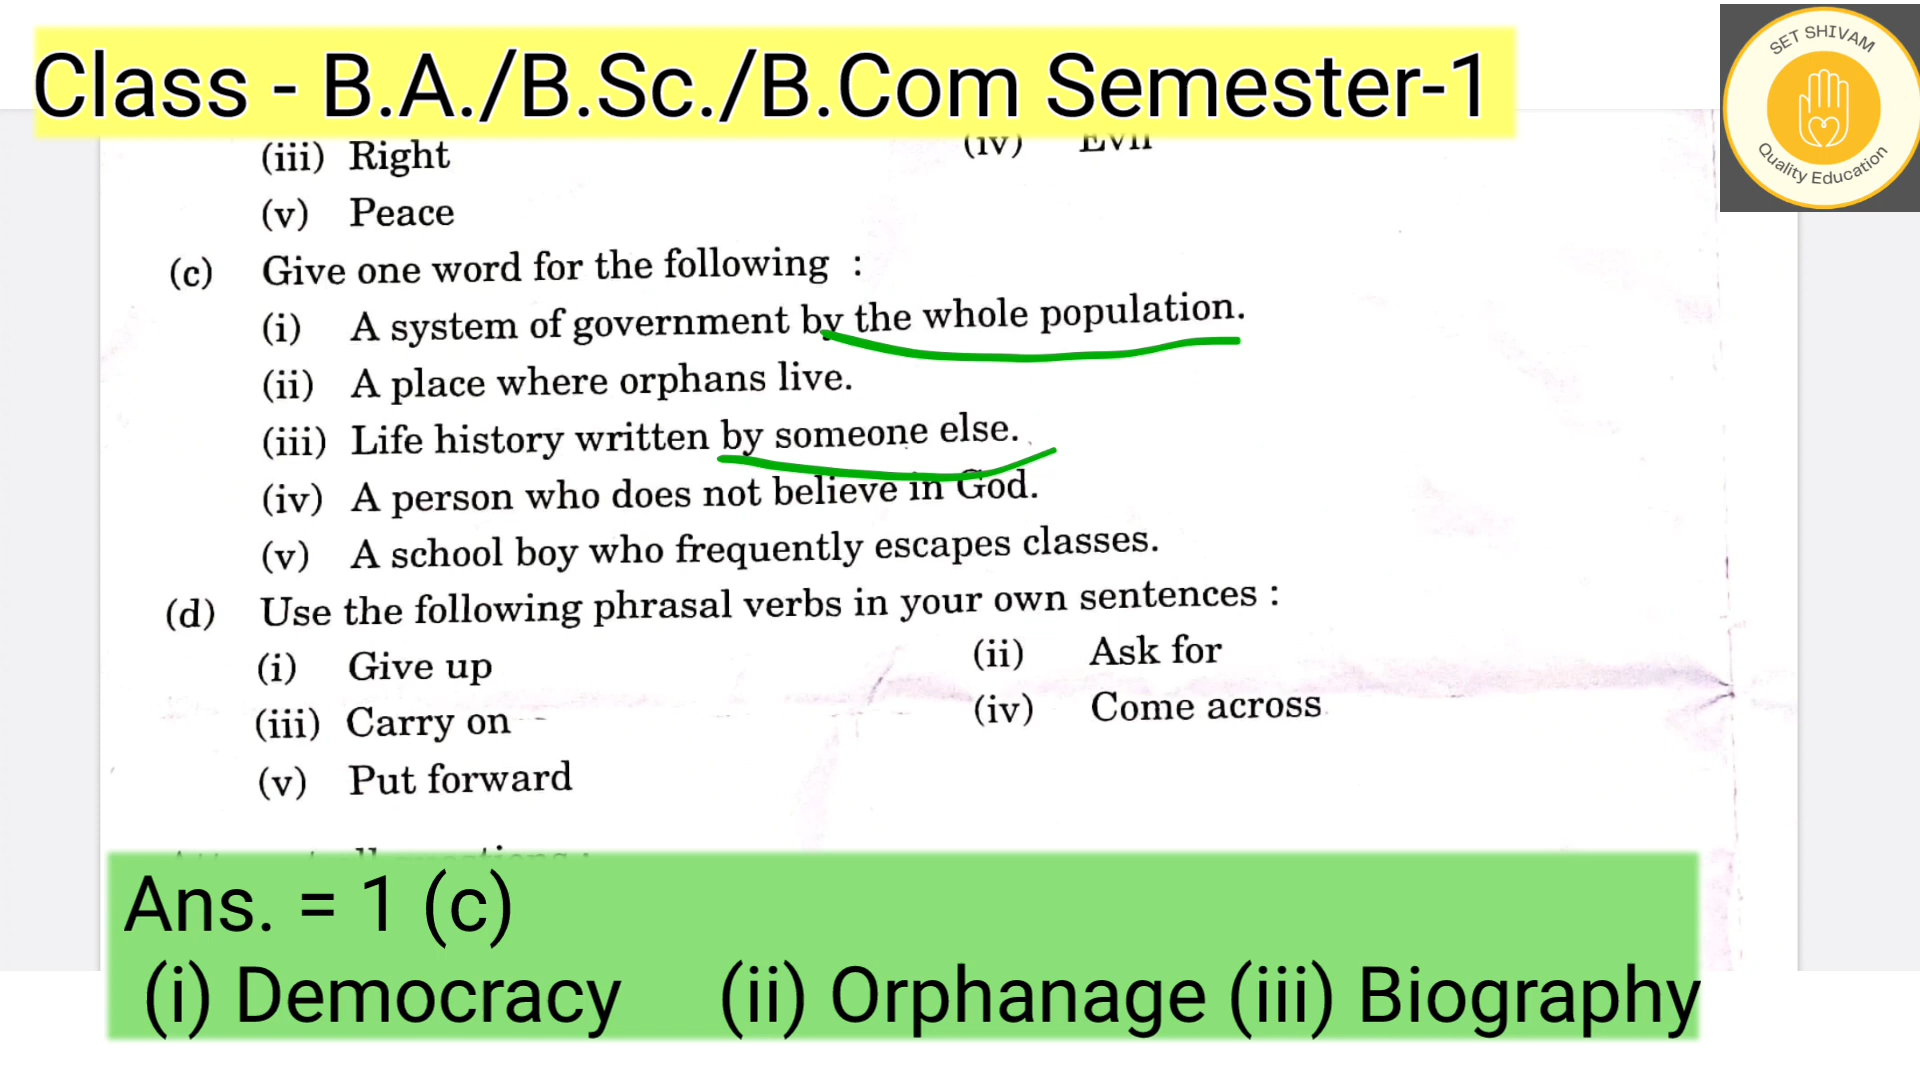 Class - B.A./B.Sc./B.Com Semester-1
SET SHIVAM
Quality Education
(iii) Right
(iv) Evil
(v) Peace
(c) Give one word for the following :
(i) A system of government by the whole population.
(ii) A place where orphans live.
(iii) Life history written by someone else.
(iv) A person who does not believe in God.
(v) A school boy who frequently escapes classes.
(d) Use the following phrasal verbs in your own sentences :
(i) Give up
(ii) Ask for
(iii) Carry on
(iv) Come across
(v) Put forward
Ans. = 1 (c)
(i) Democracy (ii) Orphanage (iii) Biography